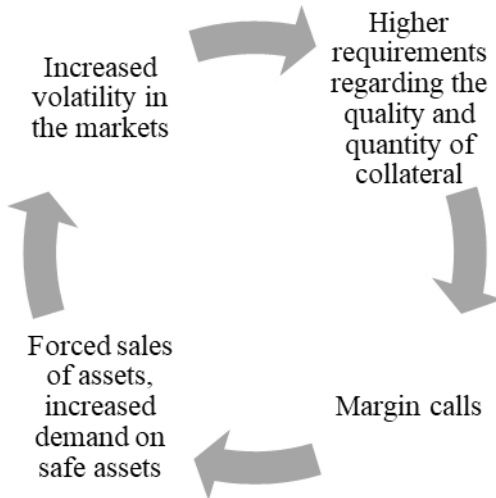 Increased
volatility in
the markets
Higher
requirements
regarding the
quality and
quantity of
collateral
Margin calls
Forced sales
of assets,
increased
demand on
safe assets